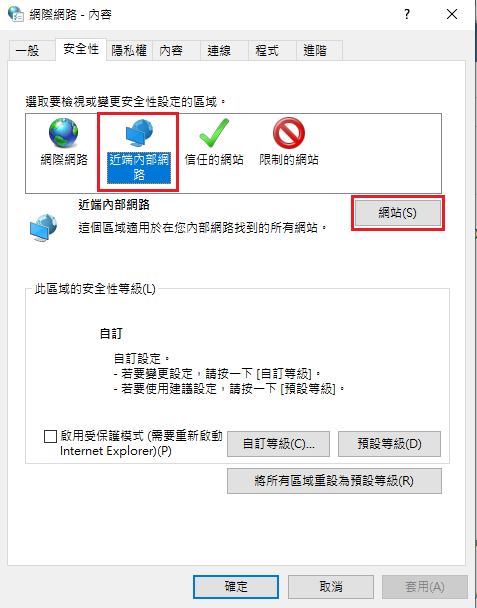 網際網路 - 內容
一般 安全性 隱私權 內容 連線 程式 進階
選取要檢視或變更安全性設定的區域。
網際網路 近端內部網路 信任的網站 限制的網站
近端內部網路
網站(S)
這個區域適用於在您內部網路找到的所有網站。
此區域的安全性等級(L)
自訂
自訂設定。
- 若要變更設定，請按一下 [自訂等級]。
- 若要使用建議設定，請按一下 [預設等級]。
啟用受保護模式 (需要重新啟動
Internet Explorer)(P)
自訂等級(C)... 預設等級(D)
將所有區域重設為預設等級(R)
確定 取消 套用(A)